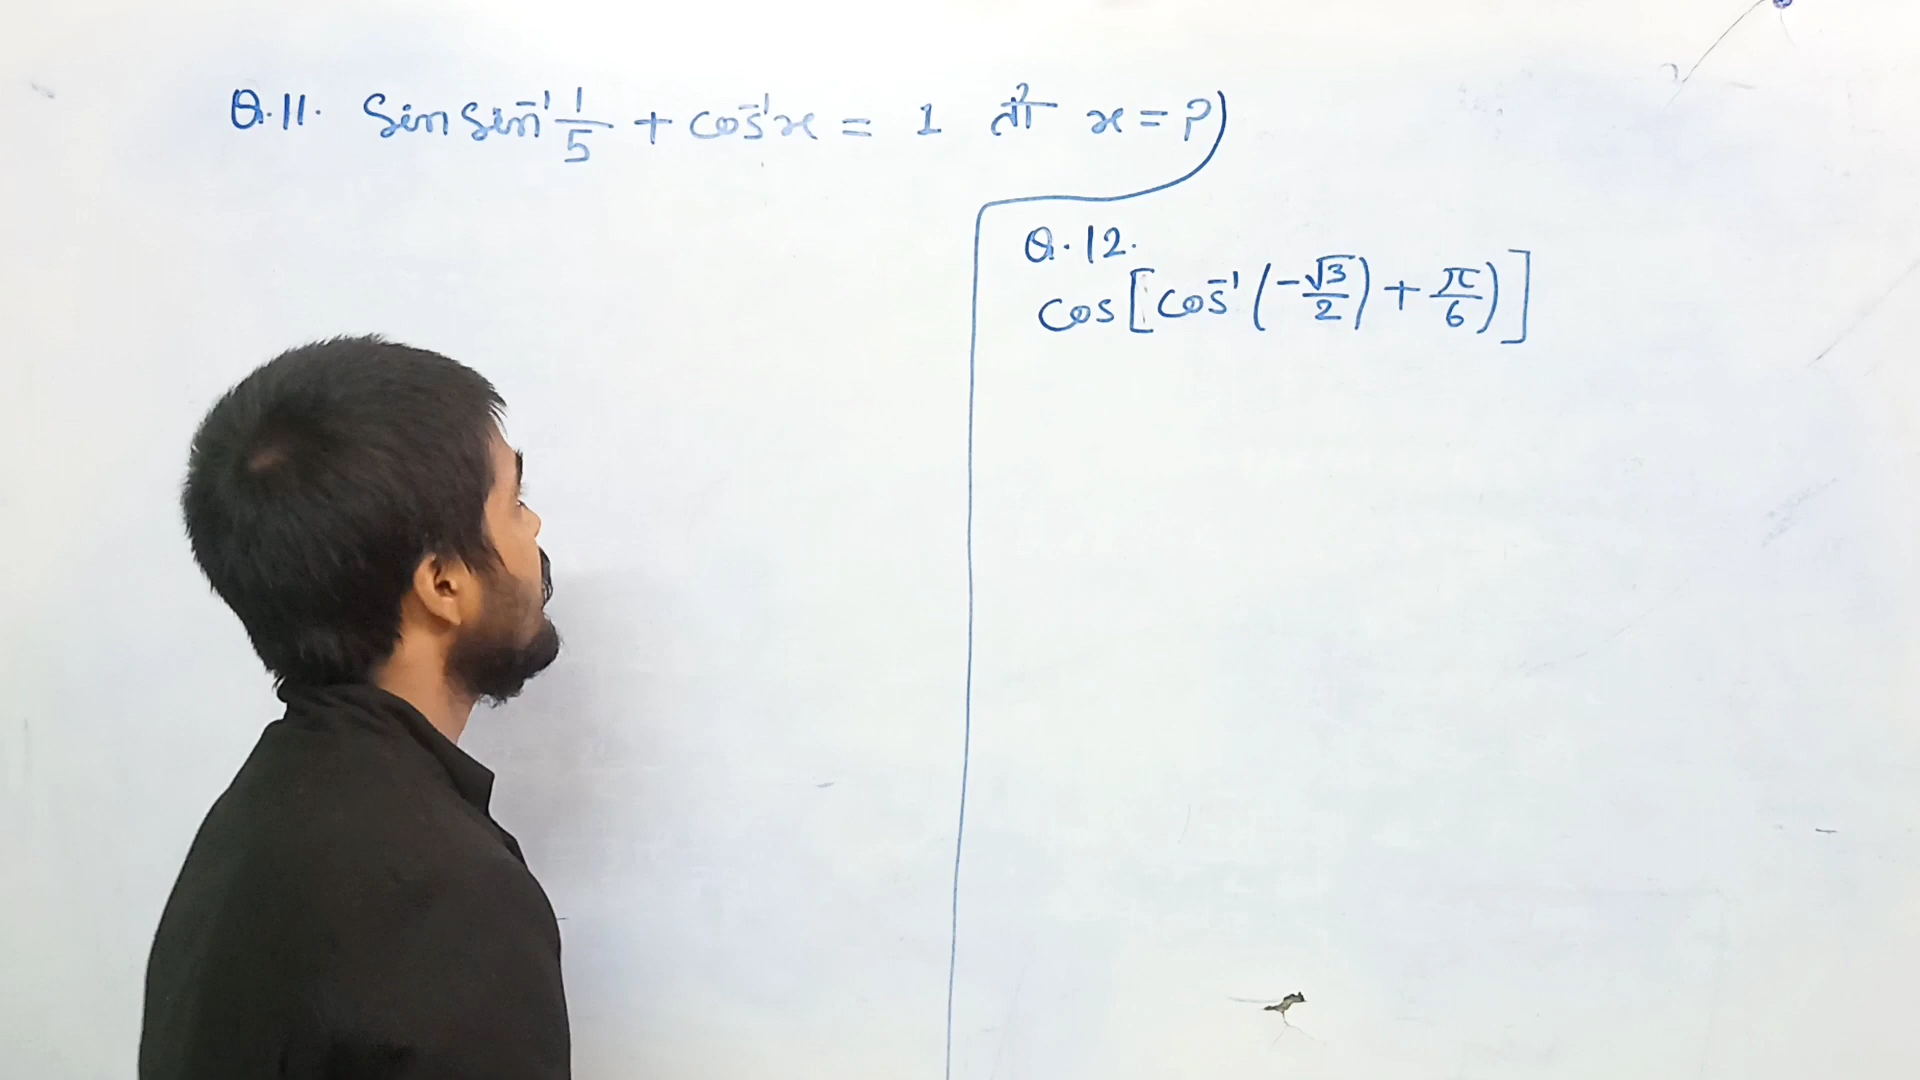 Q.11. Sin Sin⁻¹ 1/5 + cos⁻¹x = 1 तो x = ?
Q.12.
cos[cos⁻¹(-√3/2) + π/6)]